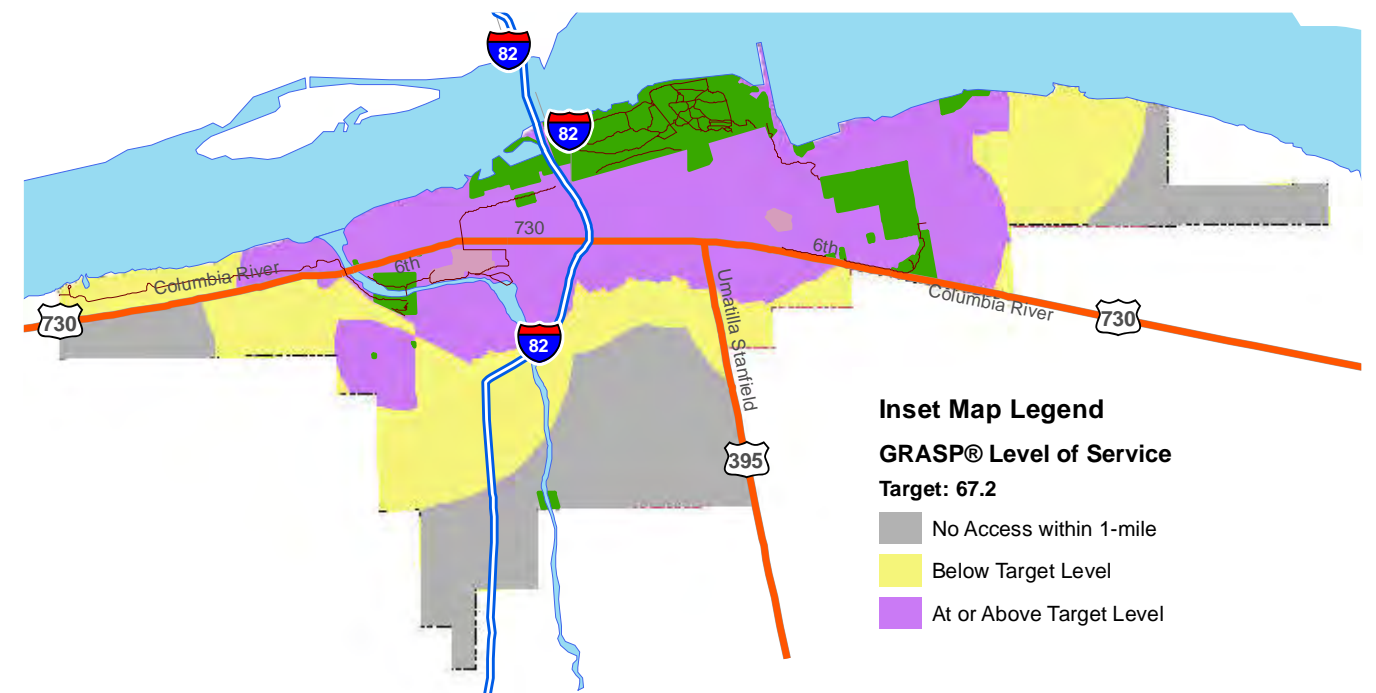 82
82
730
6th
6th
Columbia River
730
Columbia River
730
82
Umatilla Stanfield
395
Inset Map Legend
GRASP® Level of Service
Target: 67.2
No Access within 1-mile
Below Target Level
At or Above Target Level